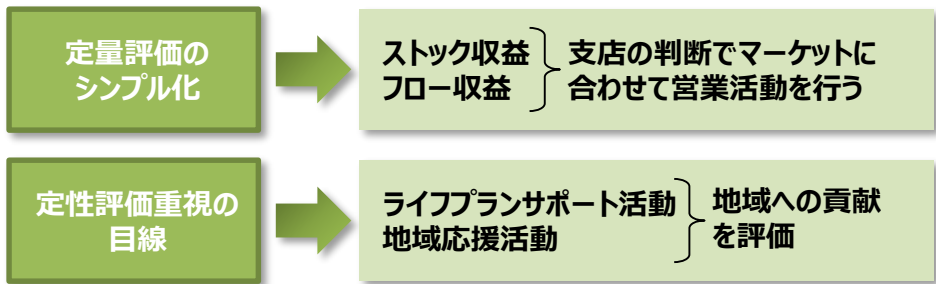 定量評価の
シンプル化
ストック収益
フロー収益
支店の判断でマーケットに
合わせて営業活動を行う
定性評価重視の
目線
ライフプランサポート活動
地域応援活動
地域への貢献
を評価